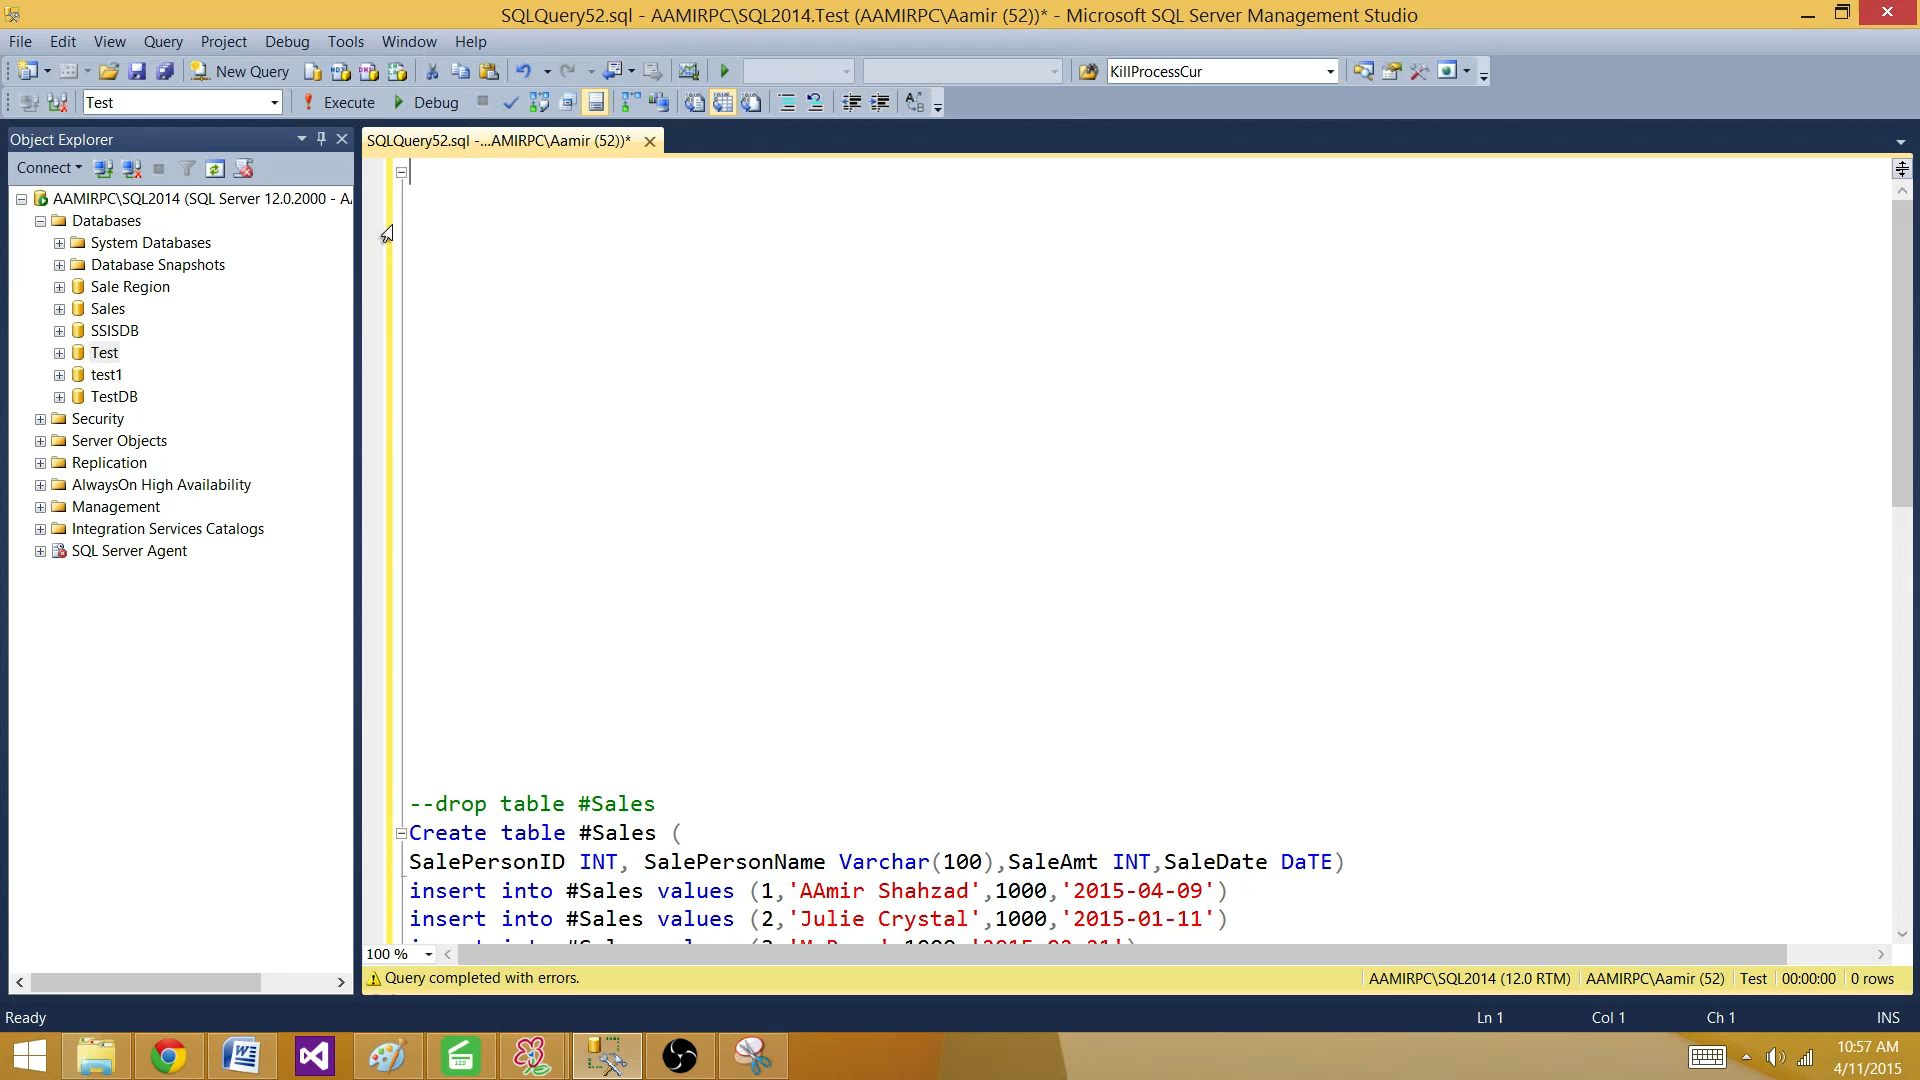 SQLQuery52.sql - AAMIRPC\SQL2014.Test (AAMIRPC\Aamir (52))* - Microsoft SQL Server Management Studio
File Edit View Query Project Debug Tools Window Help
New Query KillProcessCur
Test Execute Debug
Object Explorer
SQLQuery52.sql -...AMIRPC\Aamir (52))*
Connect
AAMIRPC\SQL2014 (SQL Server 12.0.2000 - A
Databases
System Databases
Database Snapshots
Sale Region
Sales
SSISDB
Test
test1
TestDB
Security
Server Objects
Replication
AlwaysOn High Availability
Management
Integration Services Catalogs
SQL Server Agent
--drop table #Sales
Create table #Sales (
SalePersonID INT, SalePersonName Varchar(100),SaleAmt INT,SaleDate DaTE)
insert into #Sales values (1,'AAmir Shahzad',1000,'2015-04-09')
insert into #Sales values (2,'Julie Crystal',1000,'2015-01-11')
100 %
Query completed with errors.
AAMIRPC\SQL2014 (12.0 RTM) AAMIRPC\Aamir (52) Test 00:00:00 0 rows
Ready Ln 1 Col 1 Ch 1 INS
10:57 AM
4/11/2015